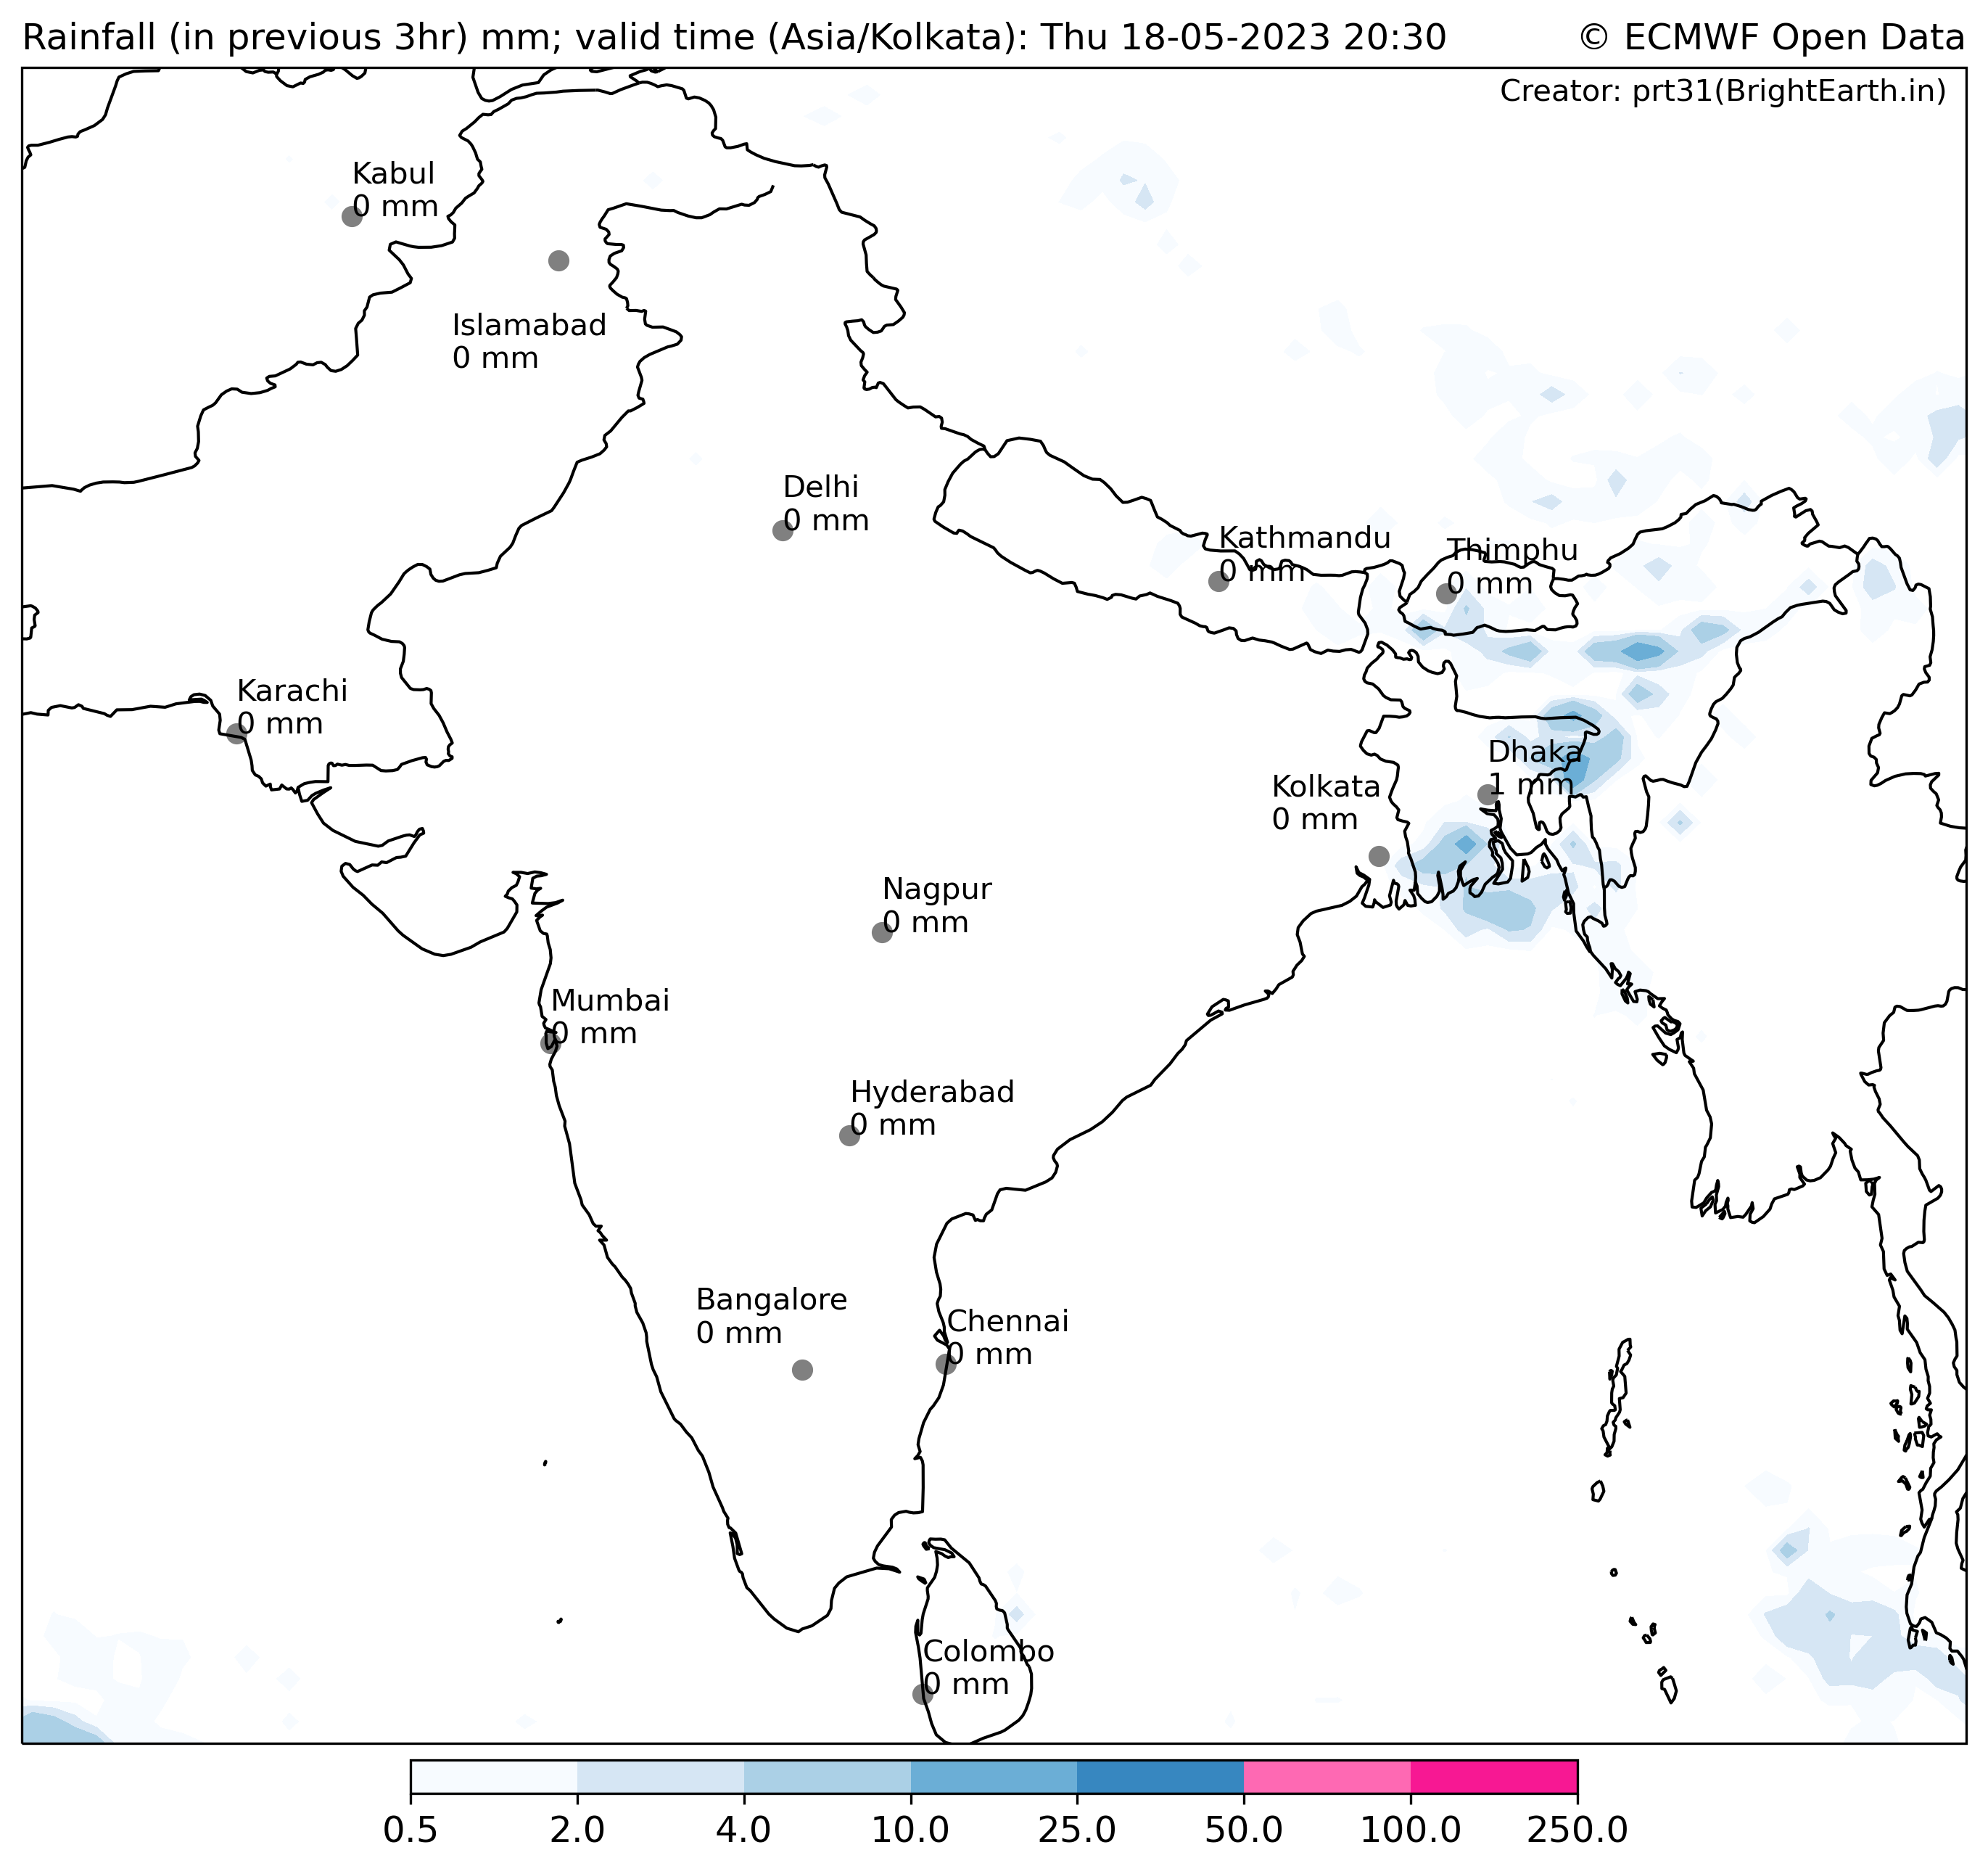 Rainfall (in previous 3hr) mm; valid time (Asia/Kolkata): Thu 18-05-2023 20:30
© ECMWF Open Data
Creator: prt31(BrightEarth.in)
Kabul
0 mm
Islamabad
0 mm
Delhi
0 mm
Kathmandu
0 mm
Thimphu
0 mm
Karachi
0 mm
Dhaka
1 mm
Kolkata
0 mm
Nagpur
0 mm
Mumbai
0 mm
Hyderabad
0 mm
Bangalore
0 mm
Chennai
0 mm
Colombo
0 mm
0.5 2.0 4.0 10.0 25.0 50.0 100.0 250.0